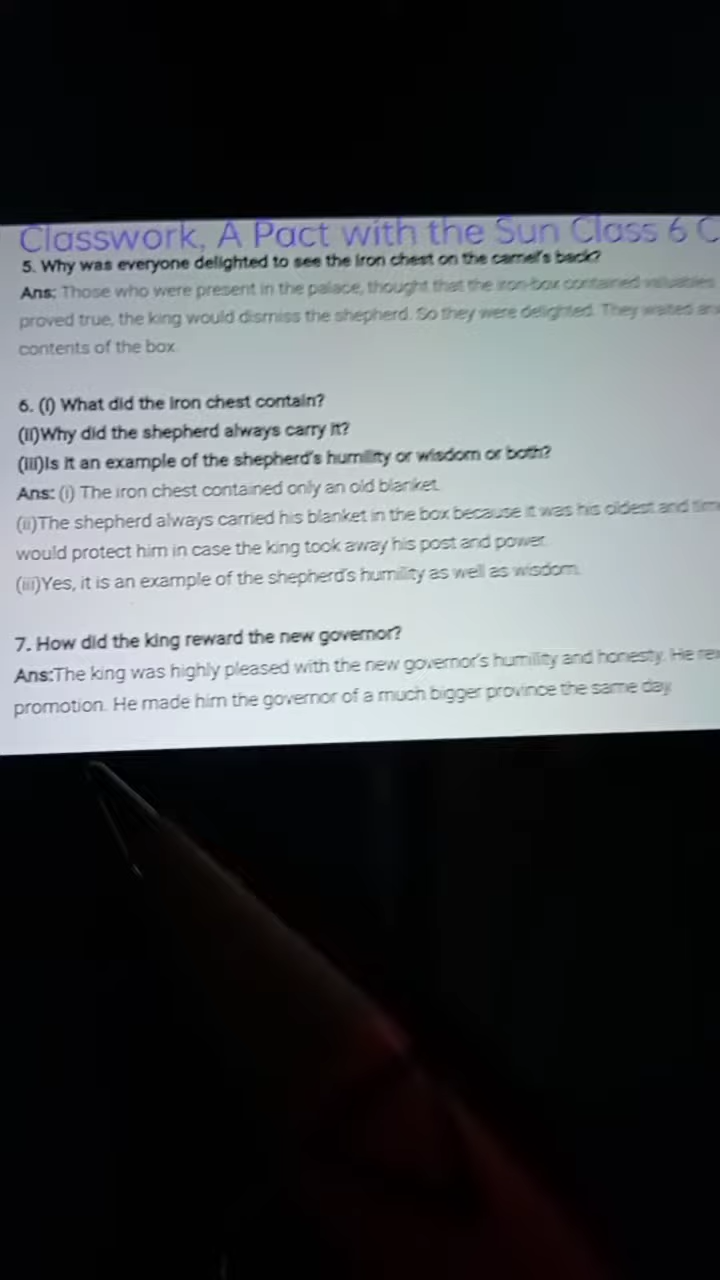 Classwork, A Pact with the Sun Class 6 C
5. Why was everyone delighted to see the iron chest on the camel's back?
Ans: Those who were present in the palace, thought that the iron-box contained valuables
proved true, the king would dismiss the shepherd. So they were delighted. They waited
contents of the box.
6. (i) What did the iron chest contain?
(ii)Why did the shepherd always carry it?
(iii)Is it an example of the shepherd's humility or wisdom or both?
Ans: (i) The iron chest contained only an old blanket.
(ii)The shepherd always carried his blanket in the box because it was his oldest and
would protect him in case the king took away his post and power.
(iii)Yes, it is an example of the shepherd's humility as well as wisdom.
7. How did the king reward the new governor?
Ans:The king was highly pleased with the new governor's humility and honesty. He
promotion. He made him the governor of a much bigger province the same day.